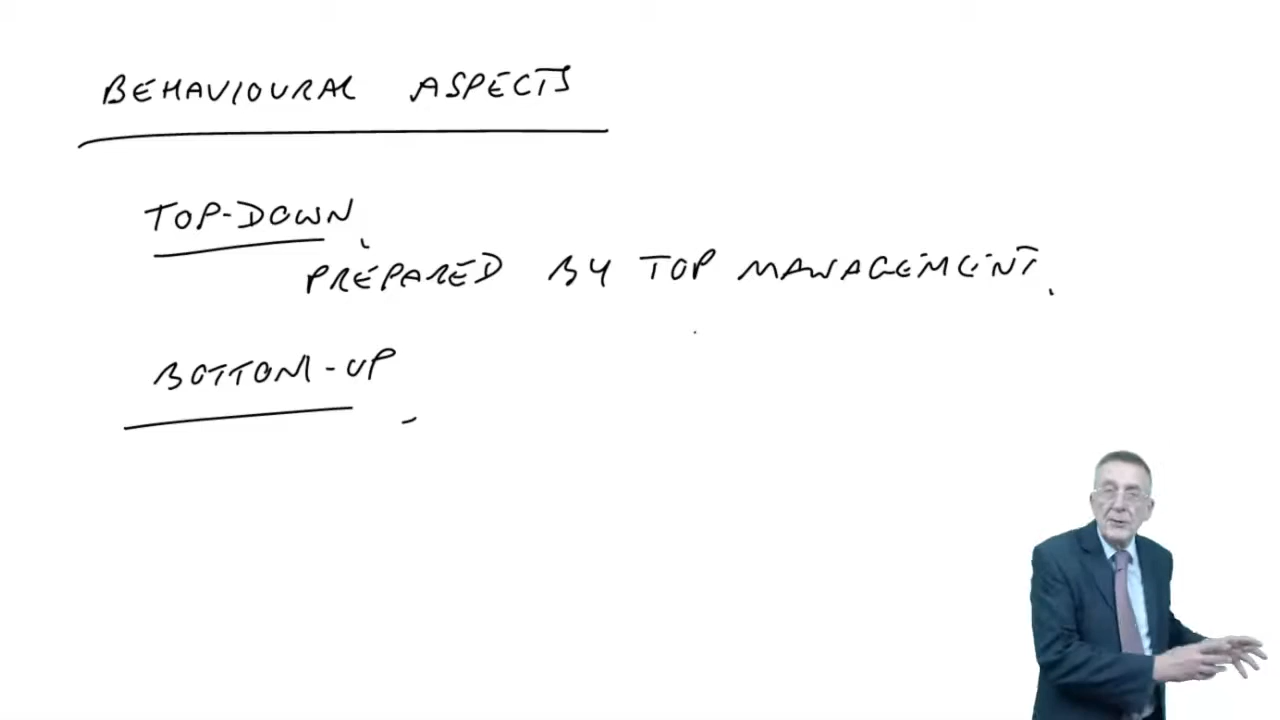 BEHAVIOURAL ASPECTS
TOP-DOWN
PREPARED BY TOP MANAGEMENT.
BOTTOM-UP